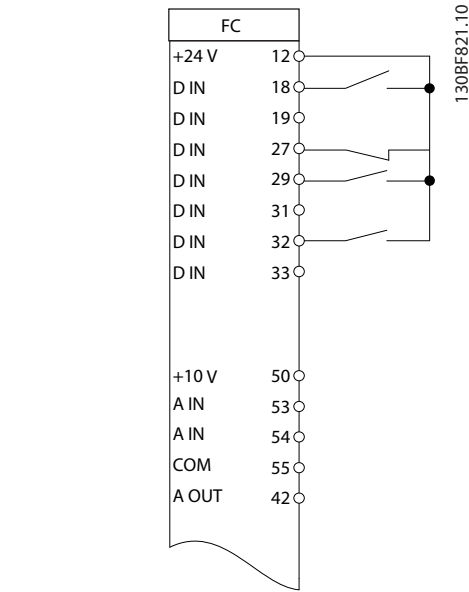 FC
+24 V 12
D IN 18
D IN 19
D IN 27
D IN 29
D IN 31
D IN 32
D IN 33
+10 V 50
A IN 53
A IN 54
COM 55
A OUT 42
130BF821.10